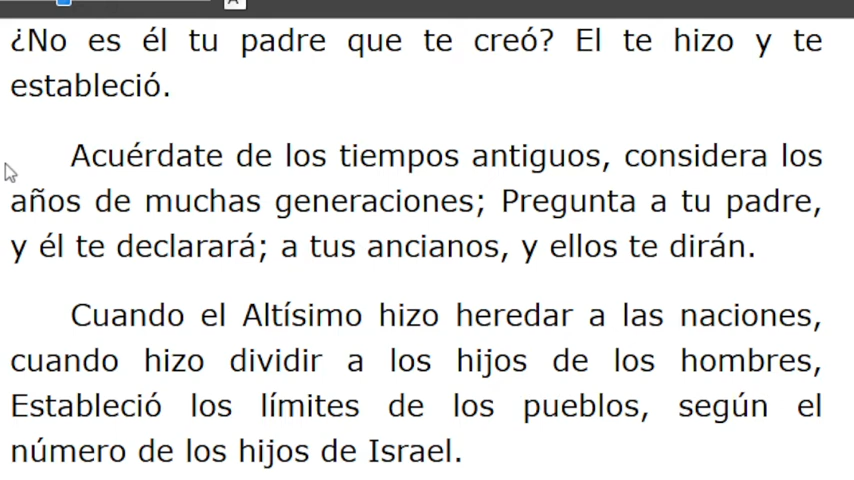 ¿No es él tu padre que te creó? El te hizo y te
estableció.
Acuérdate de los tiempos antiguos, considera los
años de muchas generaciones; Pregunta a tu padre,
y él te declarará; a tus ancianos, y ellos te dirán.
Cuando el Altísimo hizo heredar a las naciones,
cuando hizo dividir a los hijos de los hombres,
Estableció los límites de los pueblos, según el
número de los hijos de Israel.